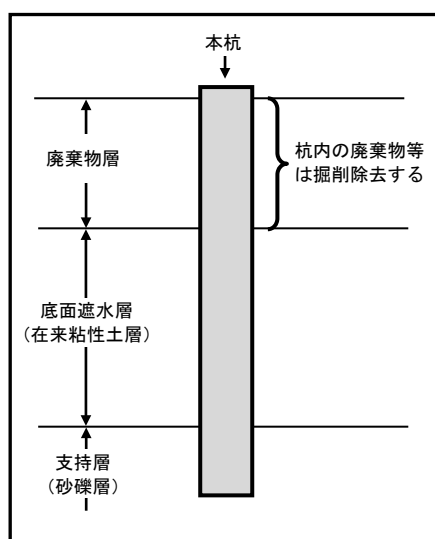 本杭
廃棄物層
杭内の廃棄物等
は掘削除去する
底面遮水層
（在来粘性土層）
支持層
（砂礫層）